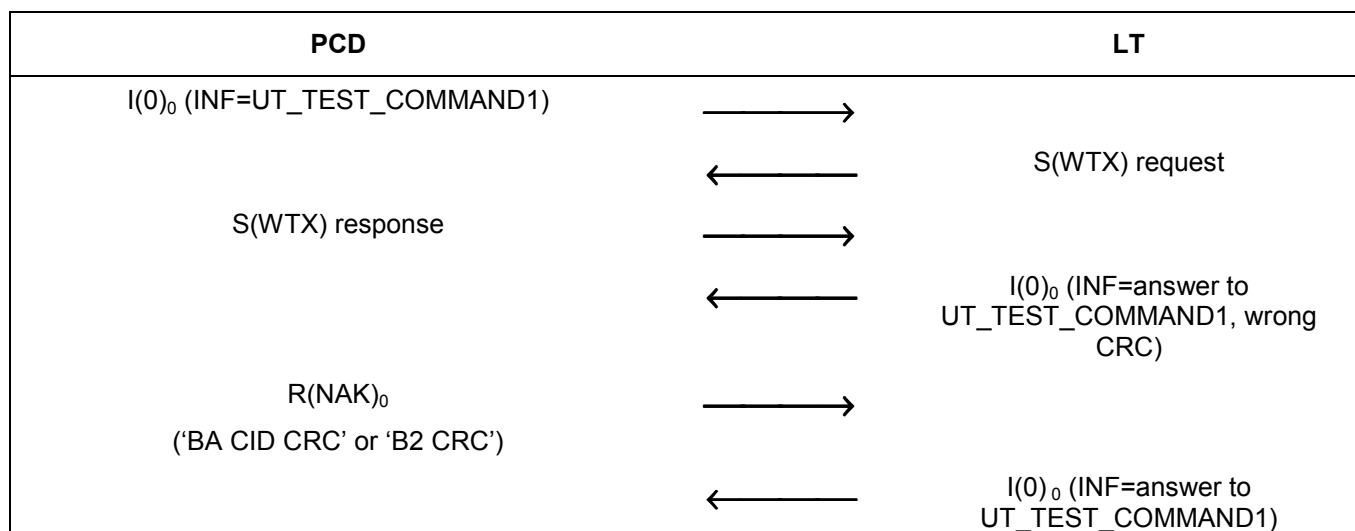 PCD LT
I(0)₀ (INF=UT_TEST_COMMAND1)
S(WTX) request
S(WTX) response
I(0)₀ (INF=answer to
UT_TEST_COMMAND1, wrong
CRC)
R(NAK)₀
(‘BA CID CRC’ or ‘B2 CRC’)
I(0)₀ (INF=answer to
UT_TEST_COMMAND1)